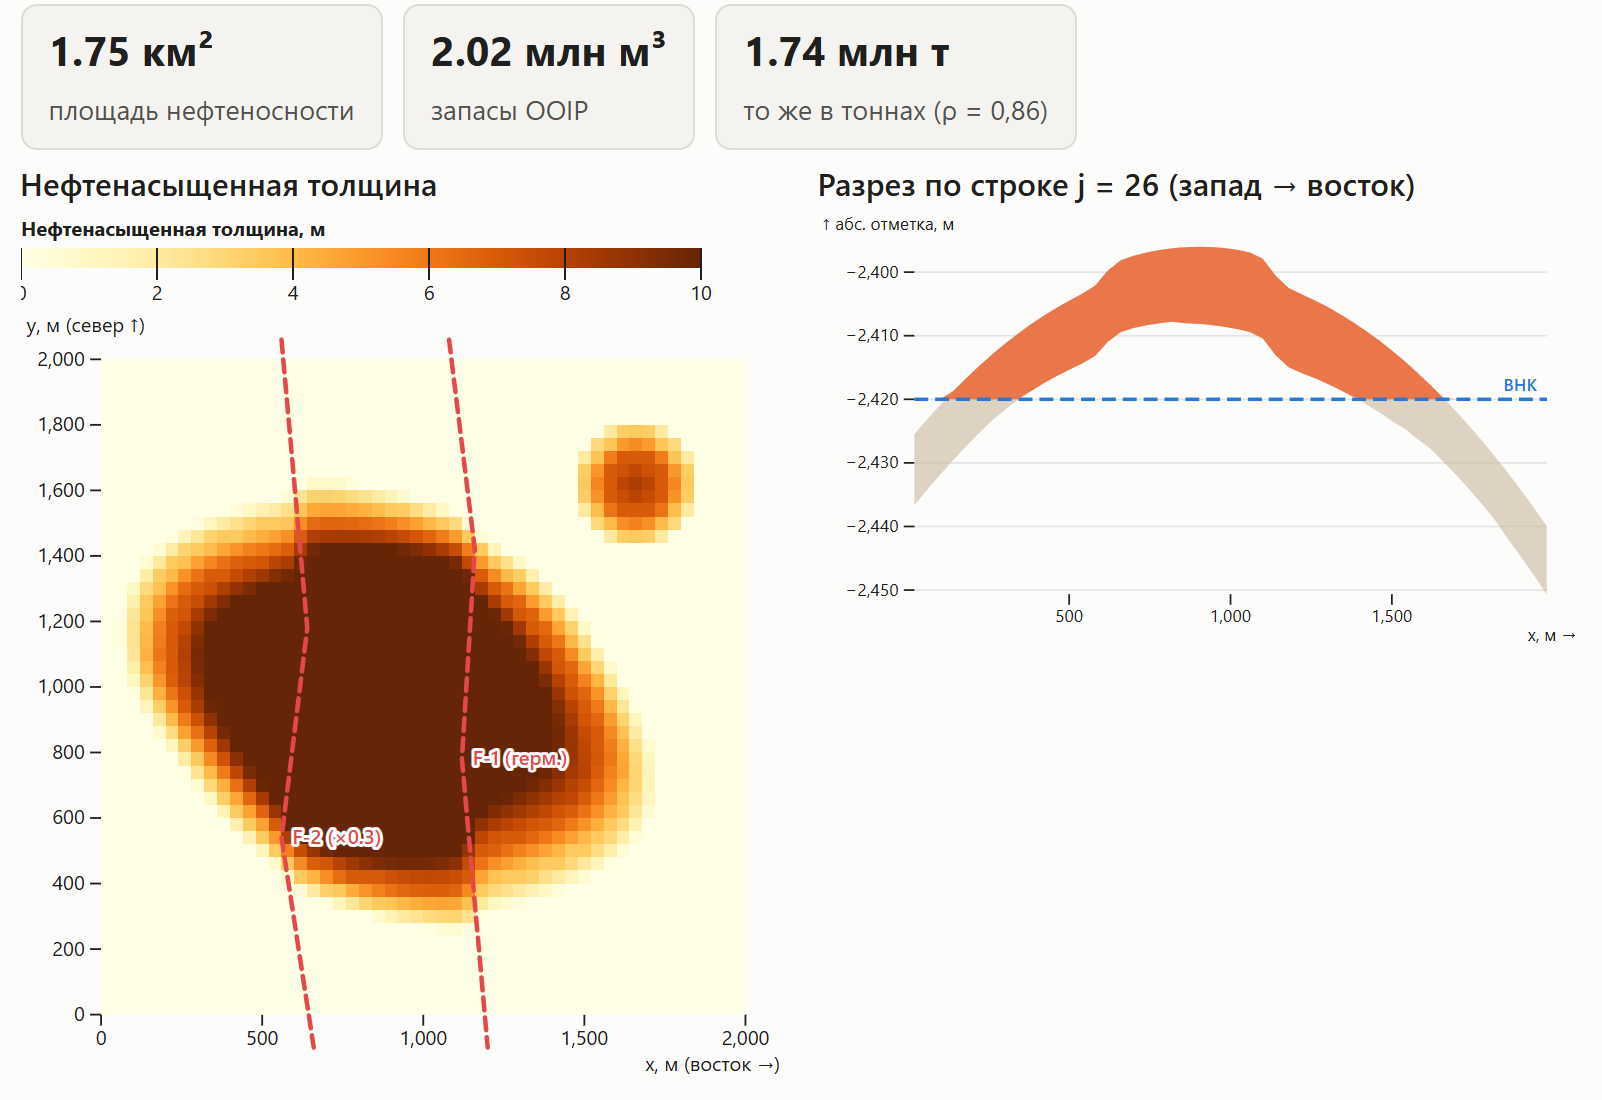 1.75 км²
площадь нефтеносности
2.02 млн м³
запасы OOIP
1.74 млн т
то же в тоннах (ρ = 0,86)
Нефтенасыщенная толщина
Нефтенасыщенная толщина, м
0 2 4 6 8 10
y, м (север ↑)
2,000
1,800
1,600
1,400
1,200
1,000
800
600
400
200
0
F-1 (герм.)
F-2 (×0.3)
0 500 1,000 1,500 2,000
x, м (восток →)
Разрез по строке j = 26 (запад → восток)
↑ абс. отметка, м
−2,400
−2,410
−2,420
−2,430
−2,440
−2,450
ВНК
500 1,000 1,500
x, м →